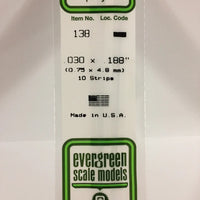 Item No. Loc. Code
138
.030 x .188"
(0.75 x 4.8 mm)
10 Strips
Made in U.S.A.
evergreen
scale models